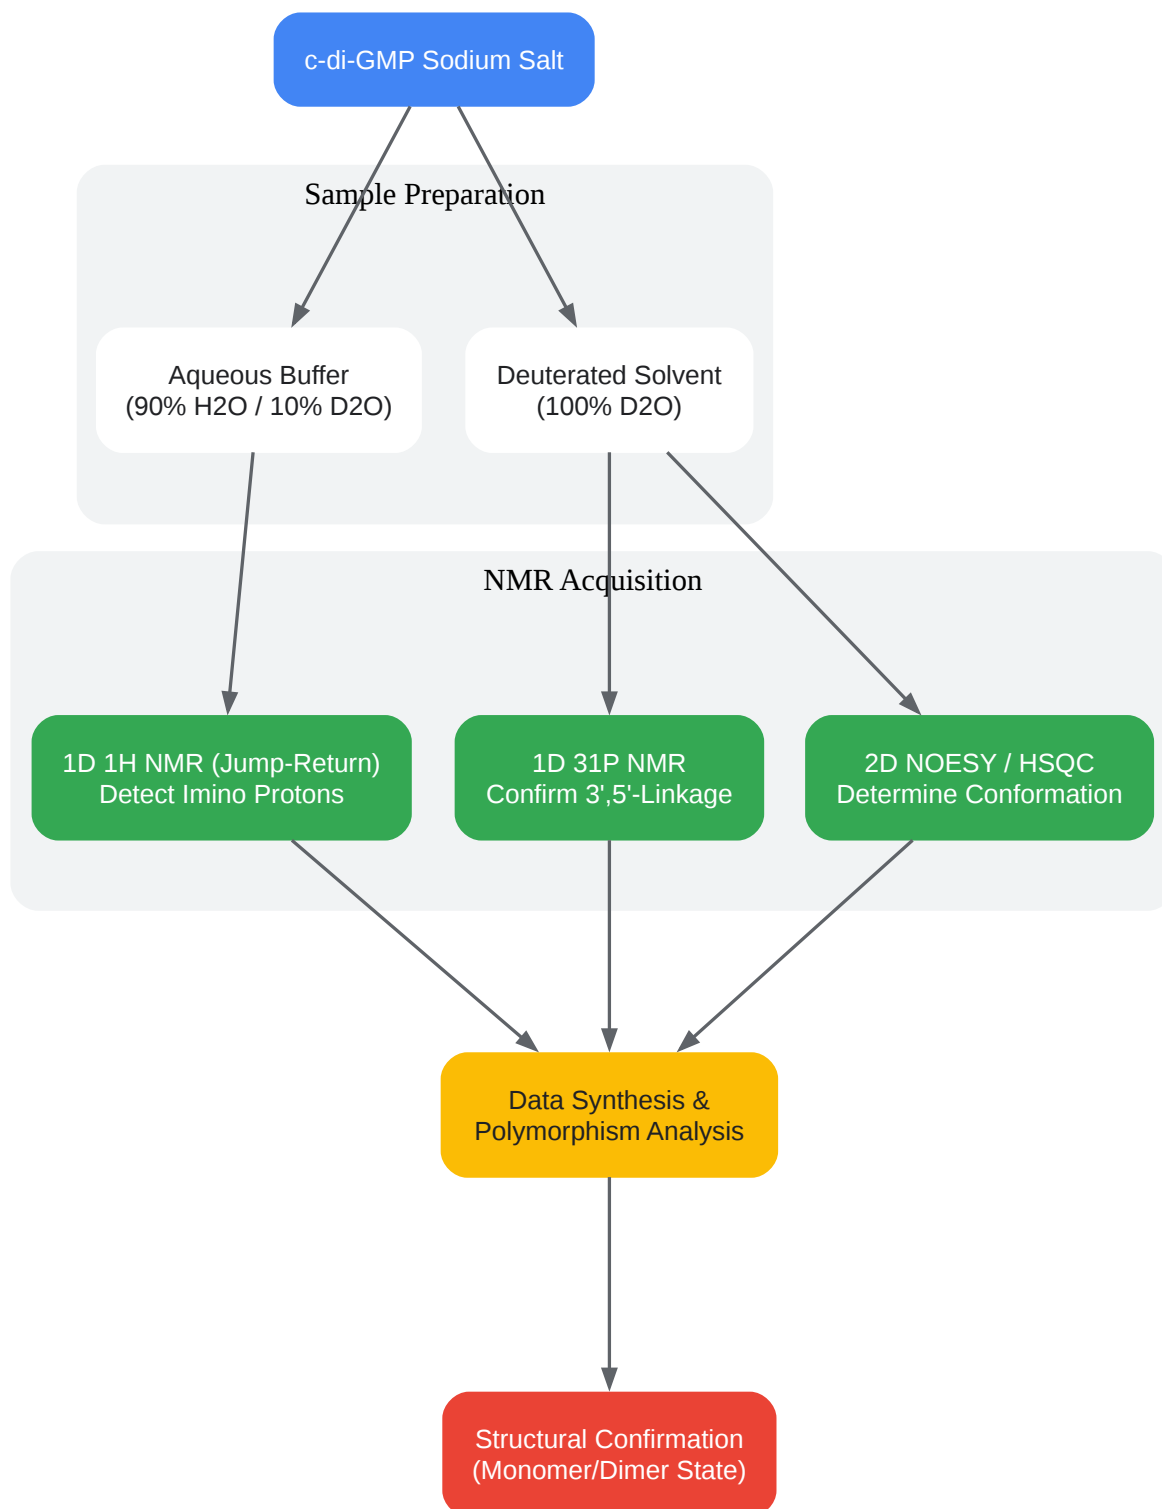 c-di-GMP Sodium Salt
Sample Preparation
Aqueous Buffer
(90% H2O / 10% D2O)
Deuterated Solvent
(100% D2O)
NMR Acquisition
1D 1H NMR (Jump-Return)
Detect Imino Protons
1D 31P NMR
Confirm 3',5'-Linkage
2D NOESY / HSQC
Determine Conformation
Data Synthesis &
Polymorphism Analysis
Structural Confirmation
(Monomer/Dimer State)